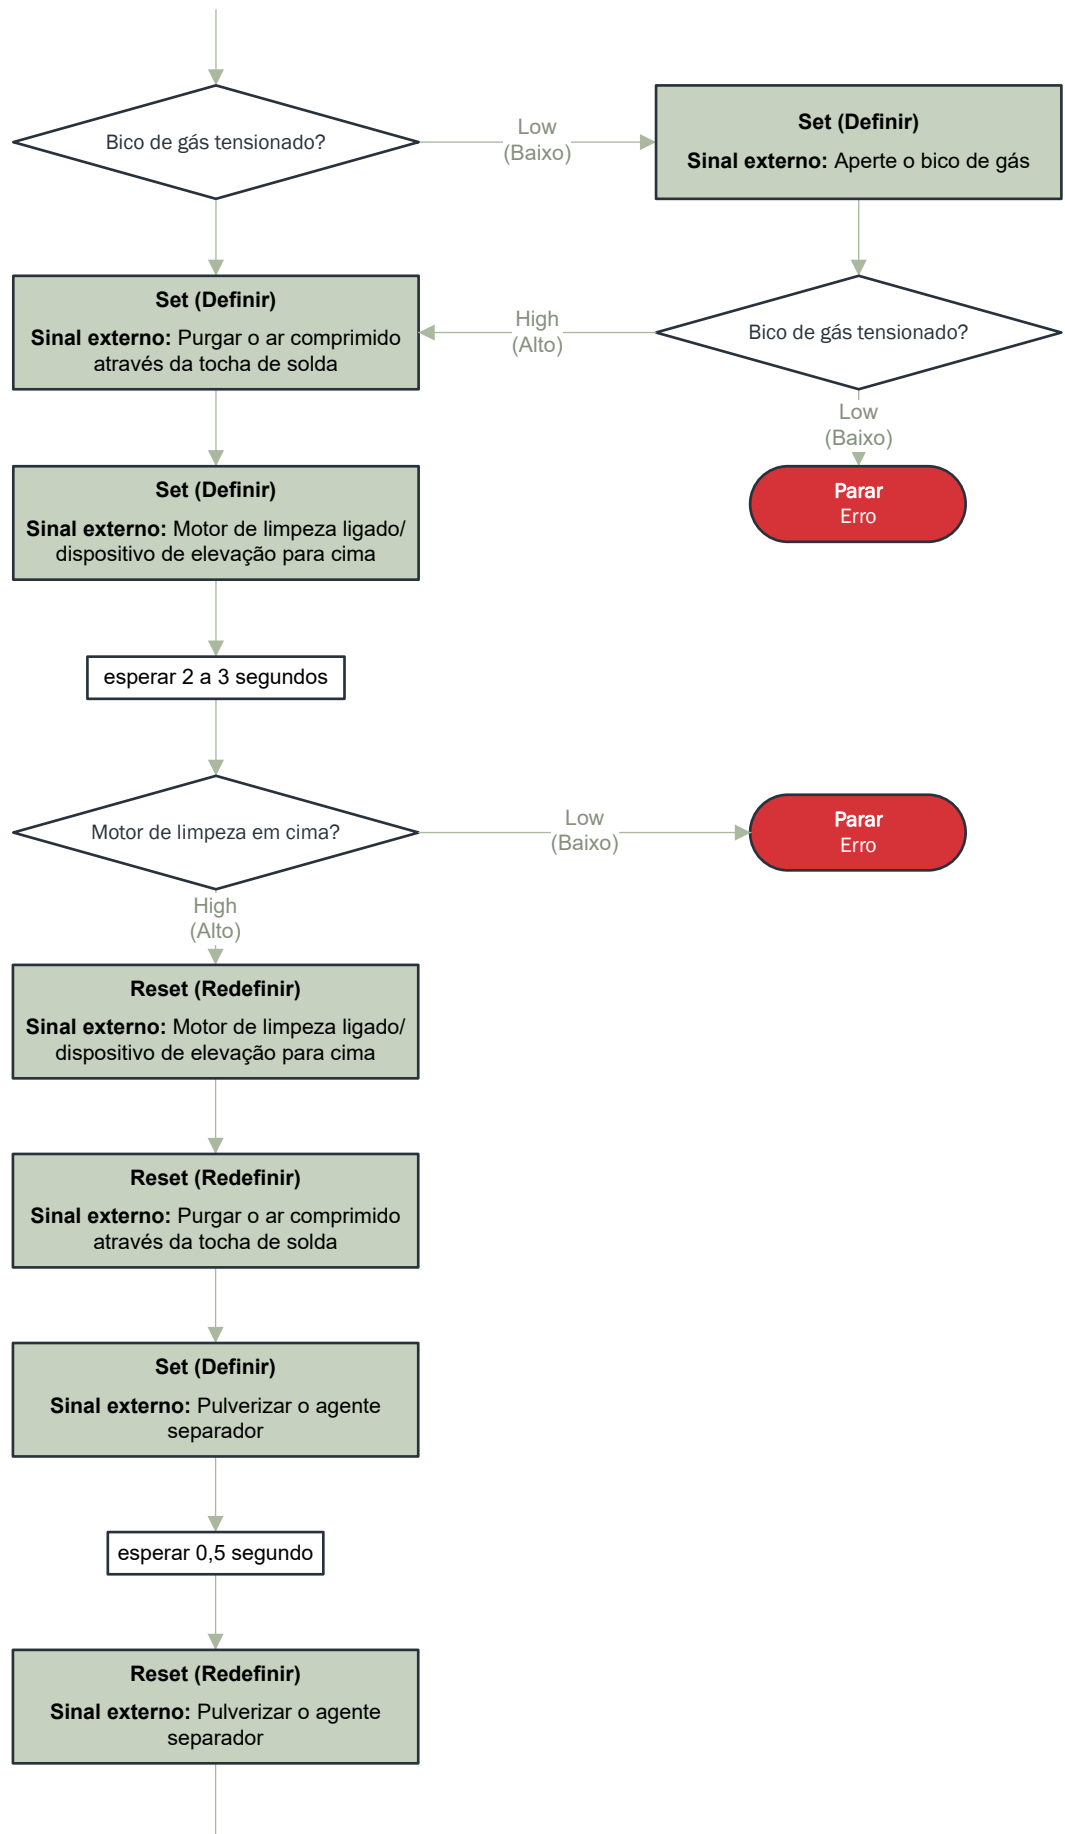 Bico de gás tensionado?
Low
(Baixo)
Set (Definir)
Sinal externo: Aperte o bico de gás
Set (Definir)
Sinal externo: Purgar o ar comprimido
através da tocha de solda
High
(Alto)
Bico de gás tensionado?
Low
(Baixo)
Parar
Erro
Set (Definir)
Sinal externo: Motor de limpeza ligado/
dispositivo de elevação para cima
esperar 2 a 3 segundos
Motor de limpeza em cima?
Low
(Baixo)
Parar
Erro
High
(Alto)
Reset (Redefinir)
Sinal externo: Motor de limpeza ligado/
dispositivo de elevação para cima
Reset (Redefinir)
Sinal externo: Purgar o ar comprimido
através da tocha de solda
Set (Definir)
Sinal externo: Pulverizar o agente
separador
esperar 0,5 segundo
Reset (Redefinir)
Sinal externo: Pulverizar o agente
separador